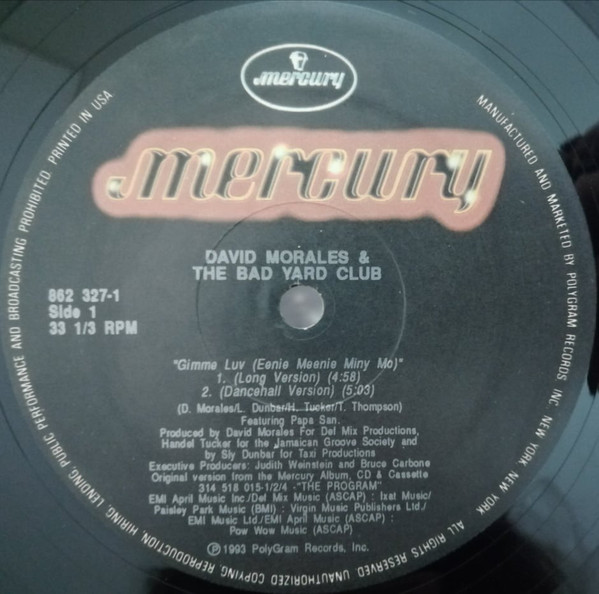 mercury
mercury
DAVID MORALES &
THE BAD YARD CLUB
862 327-1
Side 1
33 1/3 RPM
"Gimme Luv (Eenie Meenie Miny Mo)"
1. (Long Version) (4:58)
2. (Dancehall Version) (5:03)
(D. Morales/L. Dunbar/H. Tucker/T. Thompson)
Featuring Papa San.
Produced by David Morales For Def Mix Productions,
Handel Tucker for the Jamaican Groove Society and
by Sly Dunbar for Taxi Productions
Executive Producers: Judith Weinstein and Bruce Carbone
Original version from the Mercury Album, CD & Cassette
314 518 015-1/2/4 -"THE PROGRAM"
EMI April Music Inc./Def Mix Music (ASCAP) : Ixat Music/
Paisley Park Music (BMI) : Virgin Music Publishers Ltd./
EMI Music Ltd./EMI April Music (ASCAP) :
Pow Wow Music (ASCAP)
℗ 1993 PolyGram Records, Inc.
MANUFACTURED AND MARKETED BY POLYGRAM RECORDS INC. NEW YORK, NEW YORK. ALL RIGHTS RESERVED. UNAUTHORIZED COPYING, REPRODUCTION, HIRING, LENDING, PUBLIC PERFORMANCE AND BROADCASTING PROHIBITED. PRINTED IN USA